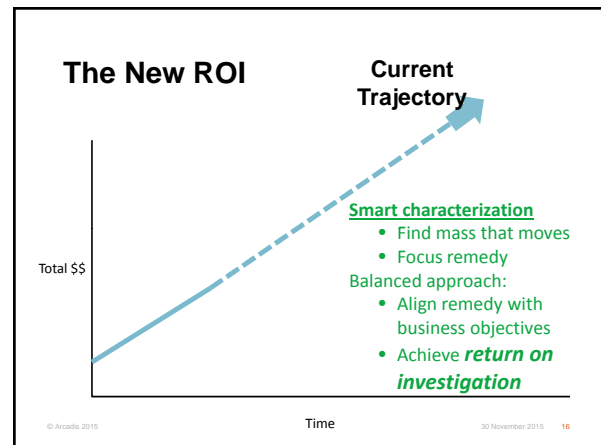 The New ROI
Current
Trajectory
Smart characterization
• Find mass that moves
• Focus remedy
Balanced approach:
• Align remedy with
business objectives
• Achieve return on
investigation
Total $$
Time
© Arcadis 2015
30 November 2015
16